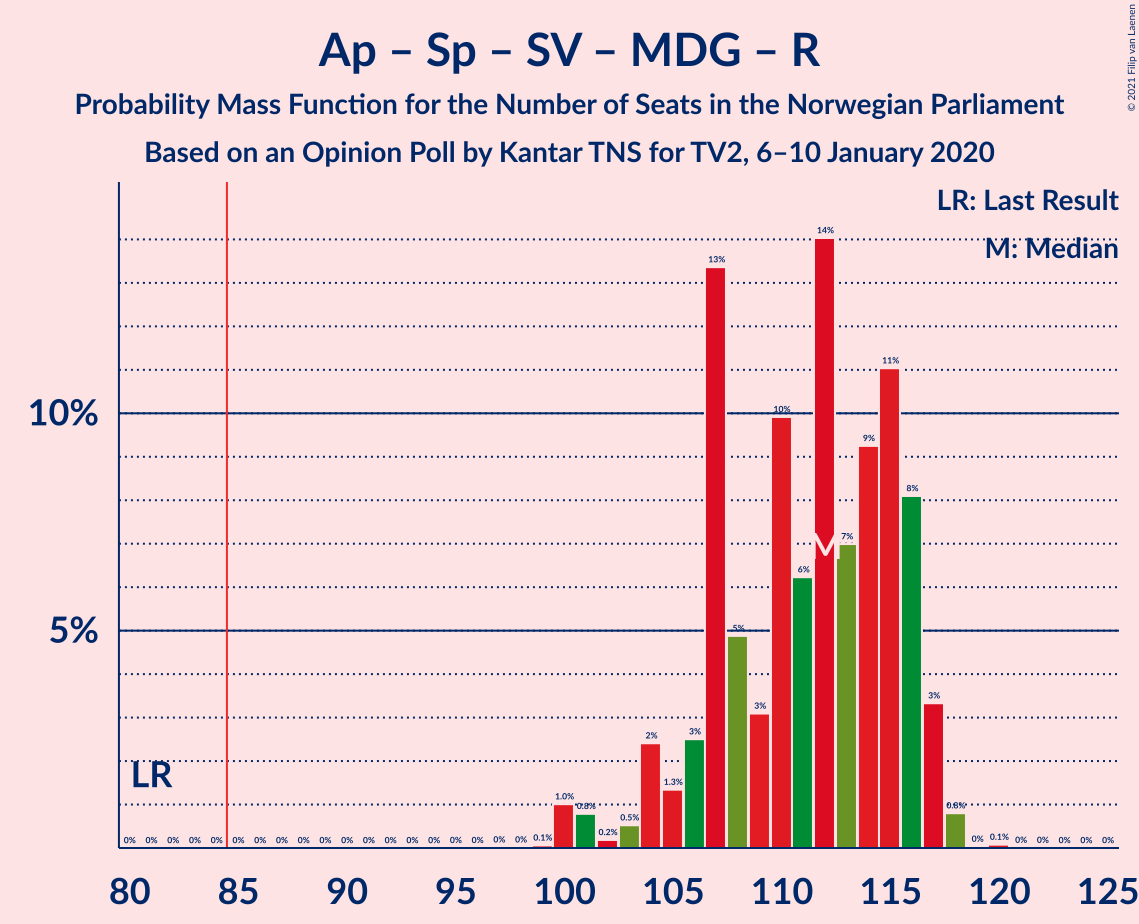 Ap – Sp – SV – MDG – R
Probability Mass Function for the Number of Seats in the Norwegian Parliament
Based on an Opinion Poll by Kantar TNS for TV2, 6–10 January 2020
© 2021 Filip van Laenen
LR: Last Result
M: Median
10%
5%
LR
M
0% 0% 0% 0% 0% 0% 0% 0% 0% 0% 0% 0% 0% 0% 0% 0% 0% 0% 0% 0.1% 1.0% 0.8% 0.2% 0.5% 2% 1.3% 3% 13% 5% 3% 10% 6% 14% 7% 9% 11% 8% 3% 0.8% 0% 0.1% 0% 0% 0% 0% 0%
80 85 90 95 100 105 110 115 120 125